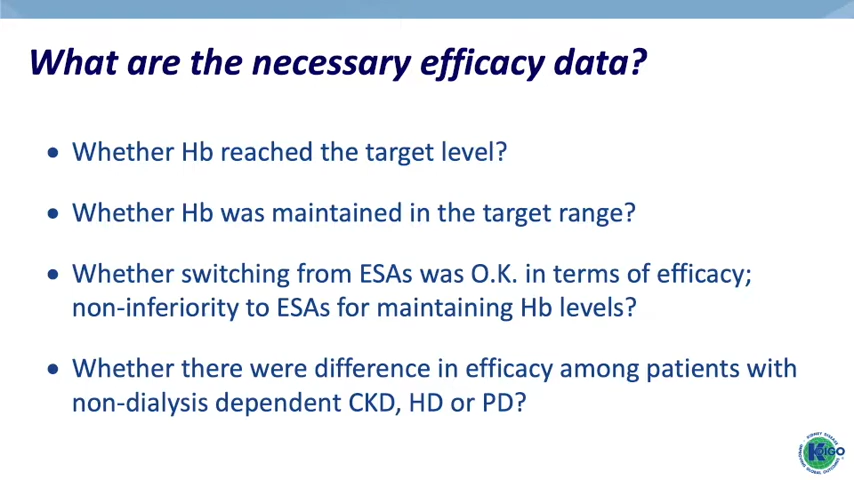 What are the necessary efficacy data?
• Whether Hb reached the target level?
• Whether Hb was maintained in the target range?
• Whether switching from ESAs was O.K. in terms of efficacy;
non-inferiority to ESAs for maintaining Hb levels?
• Whether there were difference in efficacy among patients with
non-dialysis dependent CKD, HD or PD?
KDIGO